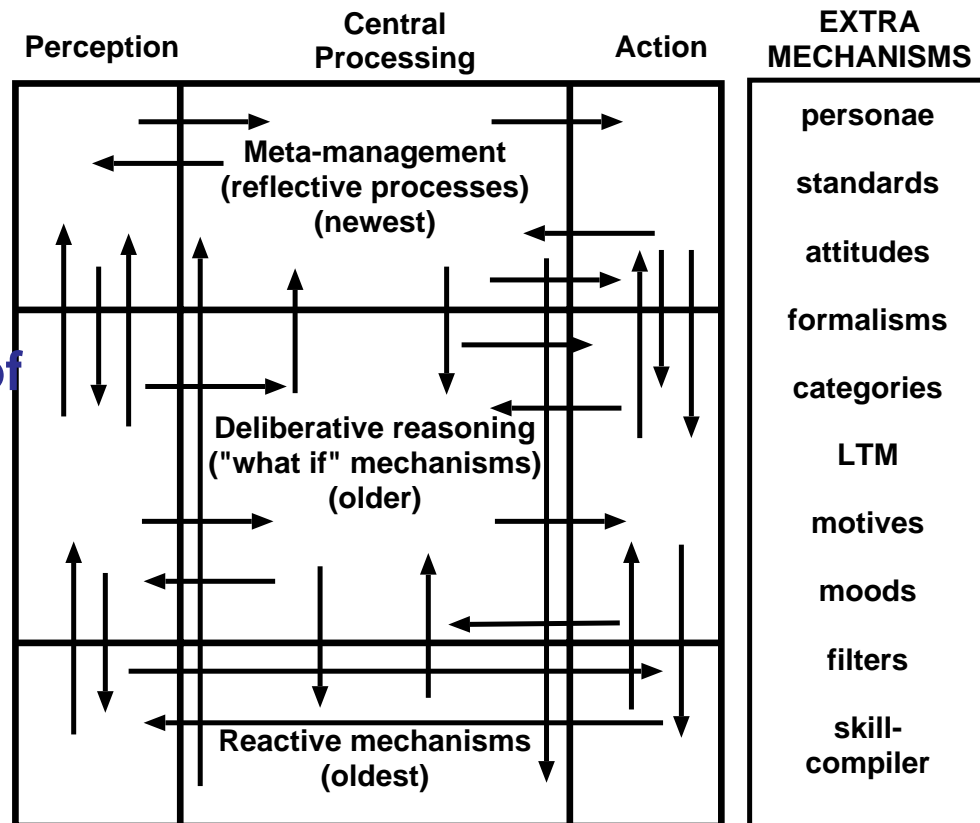 Perception
Central
Processing
Action
EXTRA
MECHANISMS
Meta-management
(reflective processes)
(newest)
of
Deliberative reasoning
("what if" mechanisms)
(older)
Reactive mechanisms
(oldest)
personae
standards
attitudes
formalisms
categories
LTM
motives
moods
filters
skill-
compiler